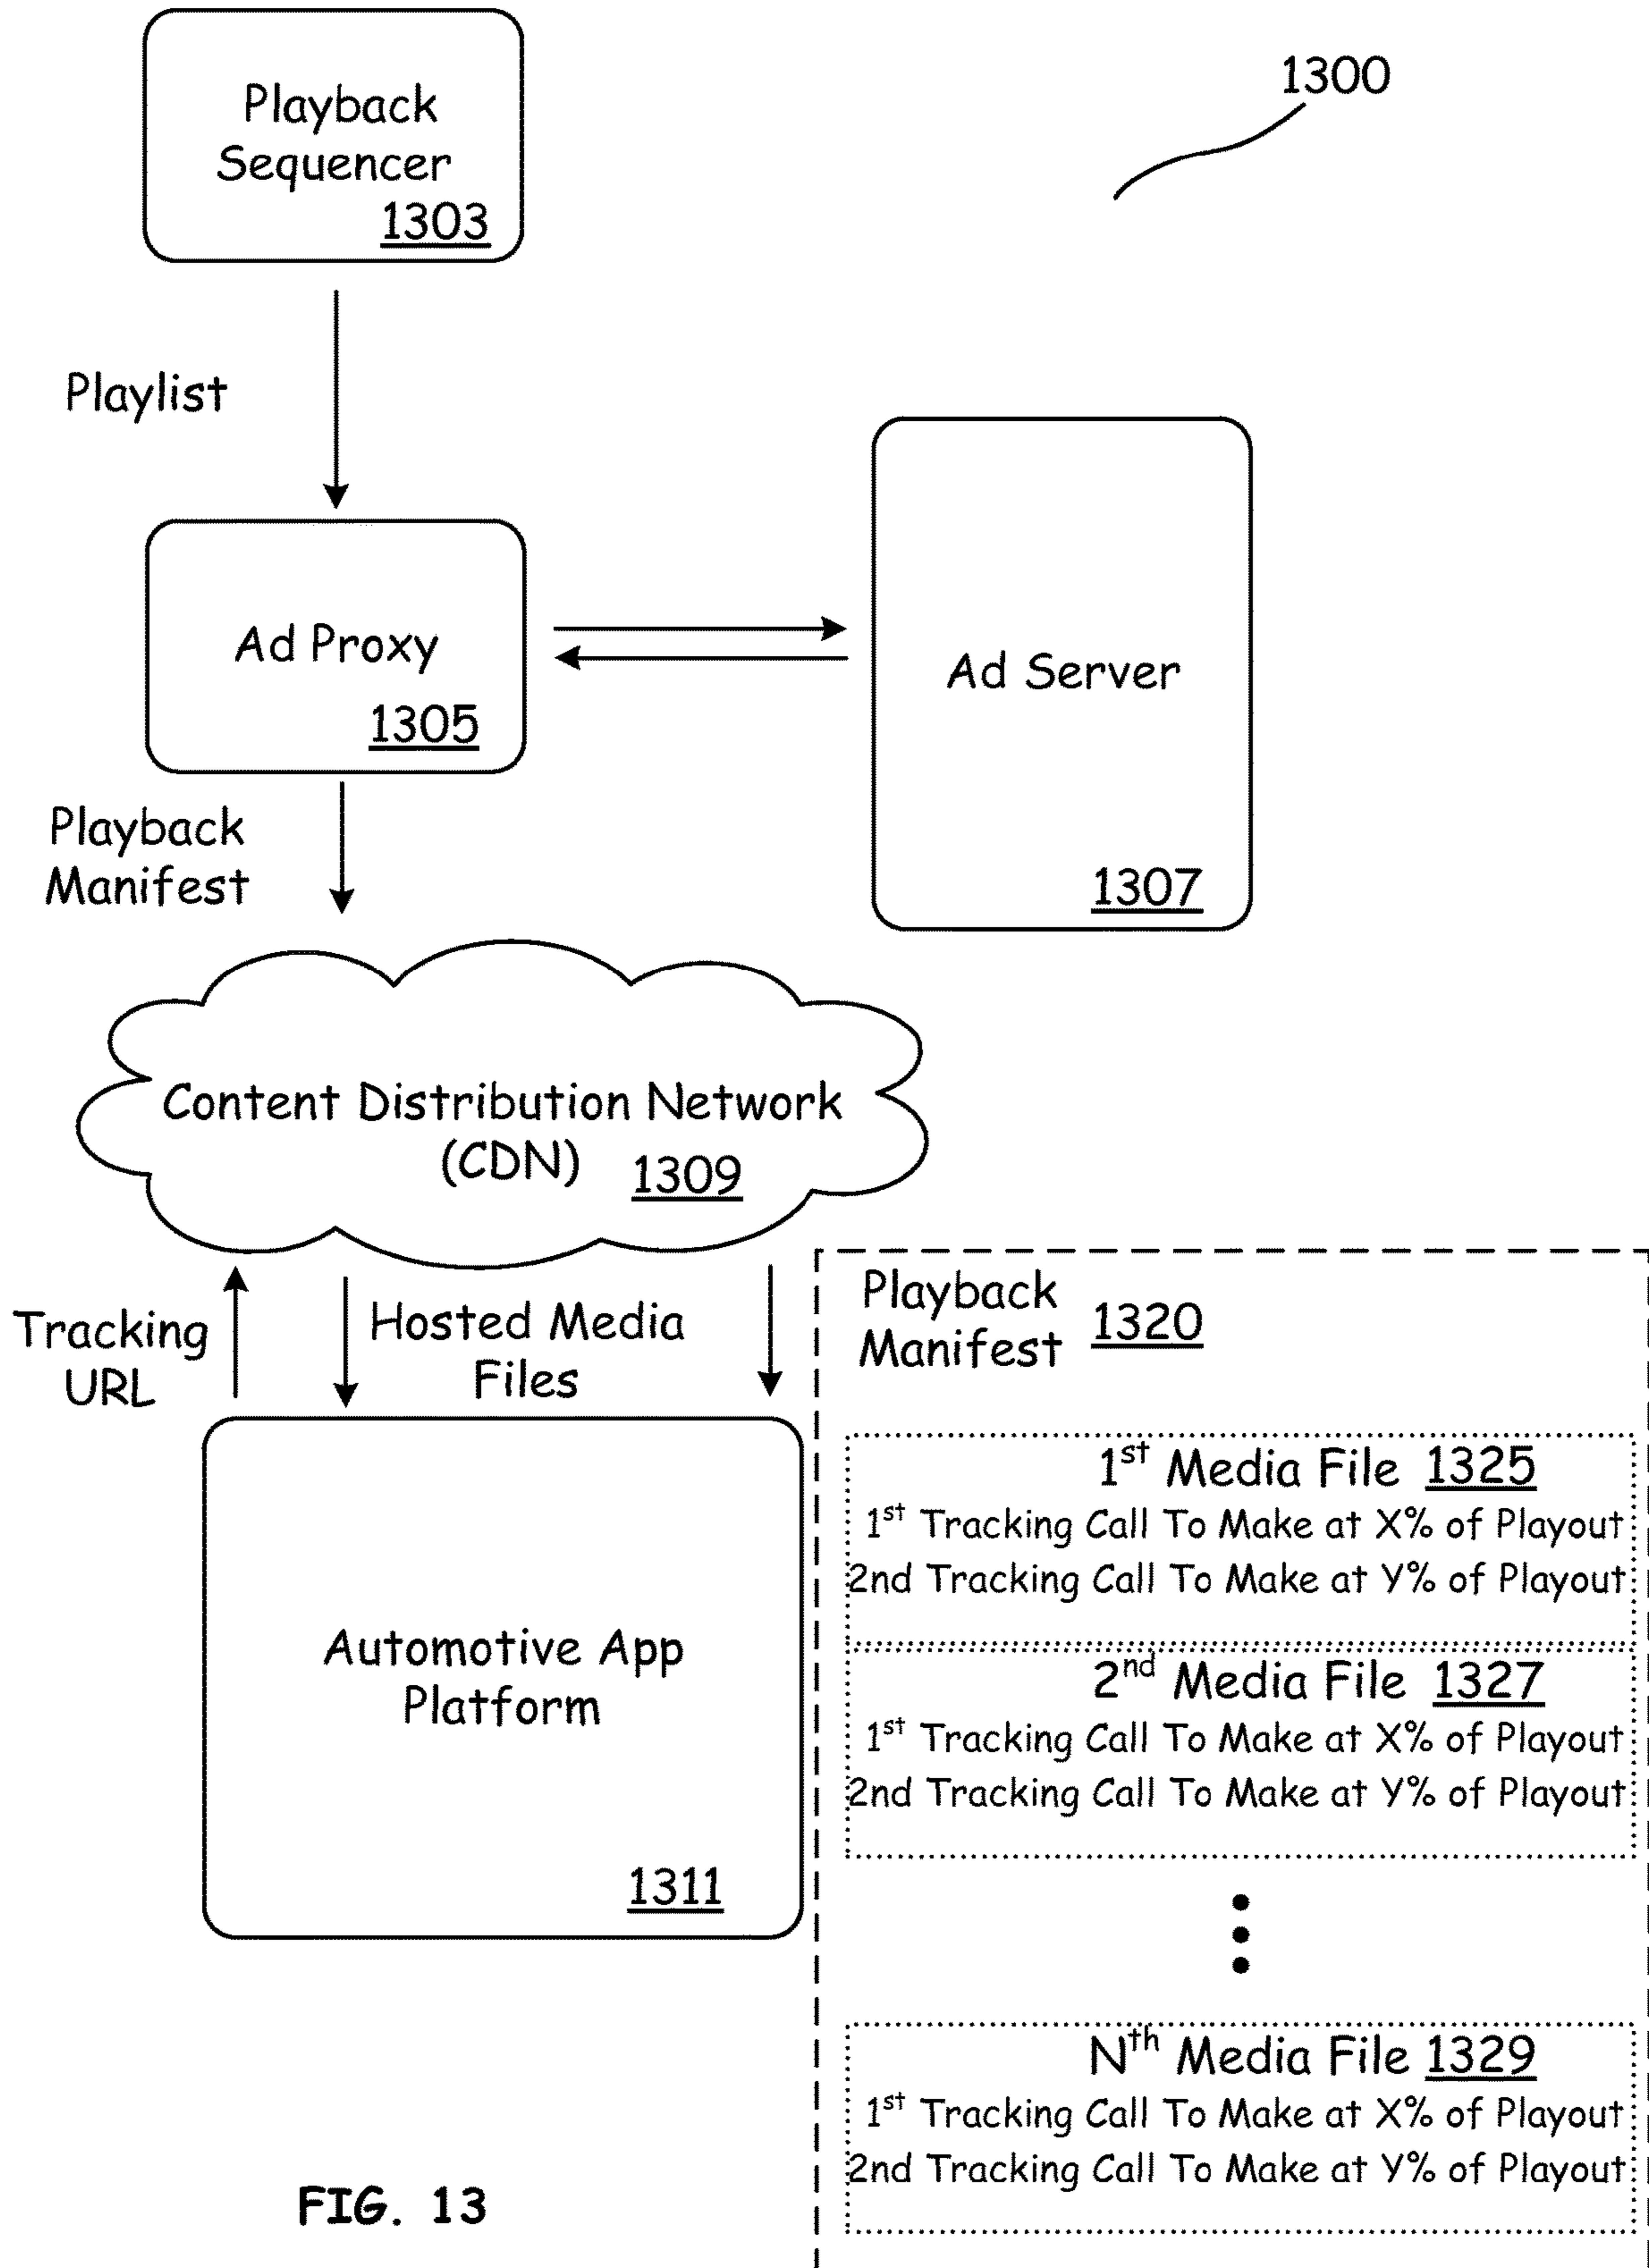 1300
Playback
Sequencer
1303
Playlist
Ad Proxy
1305
Ad Server
1307
Playback
Manifest
Content Distribution Network
(CDN) 1309
Tracking
URL
Hosted Media
Files
Automotive App
Platform
1311
Playback
Manifest 1320
1st Media File 1325
1st Tracking Call To Make at X% of Playout
2nd Tracking Call To Make at Y% of Playout
2nd Media File 1327
1st Tracking Call To Make at X% of Playout
2nd Tracking Call To Make at Y% of Playout
Nth Media File 1329
1st Tracking Call To Make at X% of Playout
2nd Tracking Call To Make at Y% of Playout
FIG. 13